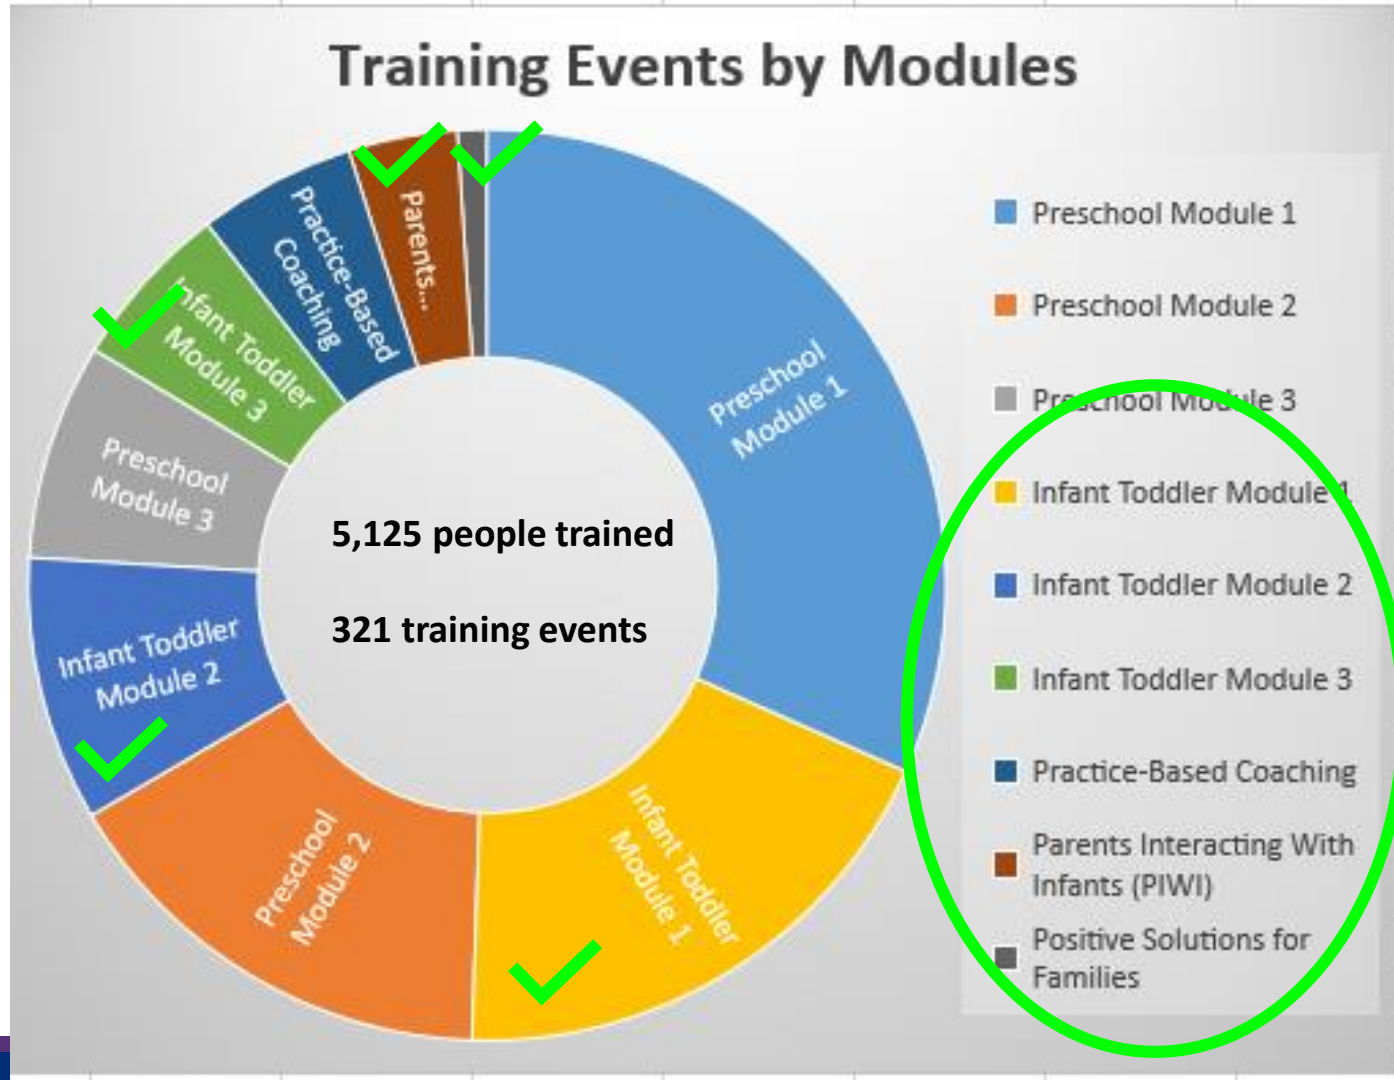 Training Events by Modules
Preschool
Module 1
Infant Toddler
Module 1
Preschool
Module 2
Infant Toddler
Module 2
Preschool
Module 3
Infant Toddler
Module 3
Practice-Based
Coaching
Parents...
5,125 people trained
321 training events
Preschool Module 1
Preschool Module 2
Preschool Module 3
Infant Toddler Module 1
Infant Toddler Module 2
Infant Toddler Module 3
Practice-Based Coaching
Parents Interacting With
Infants (PIWI)
Positive Solutions for
Families